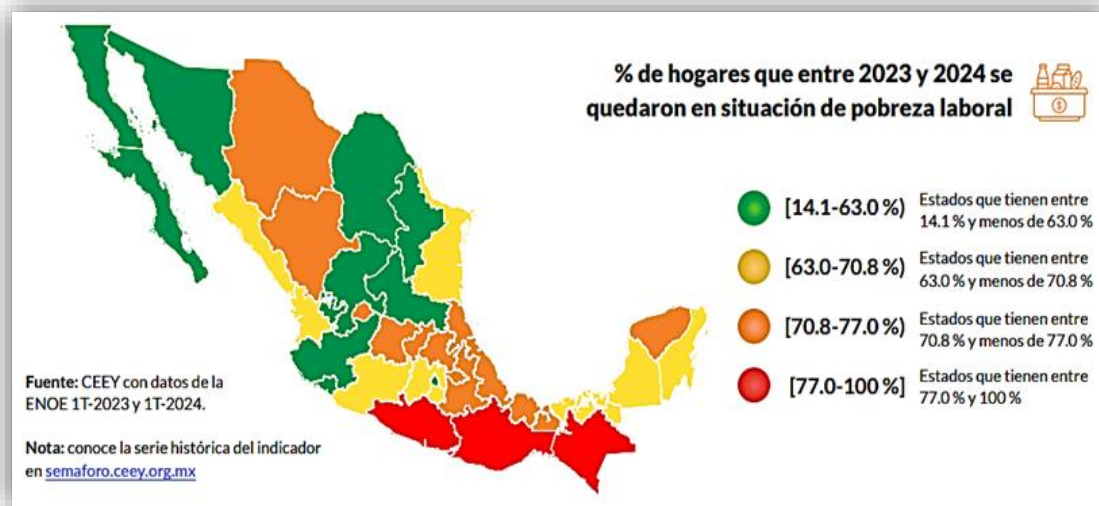 % de hogares que entre 2023 y 2024 se
quedaron en situación de pobreza laboral
$
[14.1-63.0 %)
Estados que tienen entre
14.1 % y menos de 63.0 %
[63.0-70.8 %)
Estados que tienen entre
63.0 % y menos de 70.8 %
[70.8-77.0 %)
Estados que tienen entre
70.8 % y menos de 77.0 %
[77.0-100 %]
Estados que tienen entre
77.0 % y 100 %
Fuente: CEEY con datos de la
ENOE 1T-2023 y 1T-2024.
Nota: conoce la serie histórica del indicador
en semaforo.ceey.org.mx